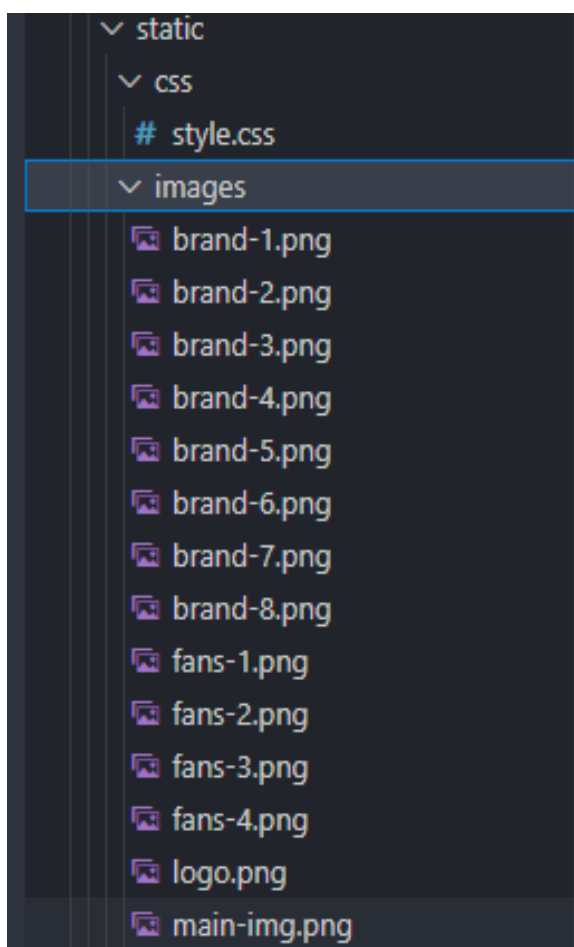 static
css
# style.css
images
brand-1.png
brand-2.png
brand-3.png
brand-4.png
brand-5.png
brand-6.png
brand-7.png
brand-8.png
fans-1.png
fans-2.png
fans-3.png
fans-4.png
logo.png
main-img.png